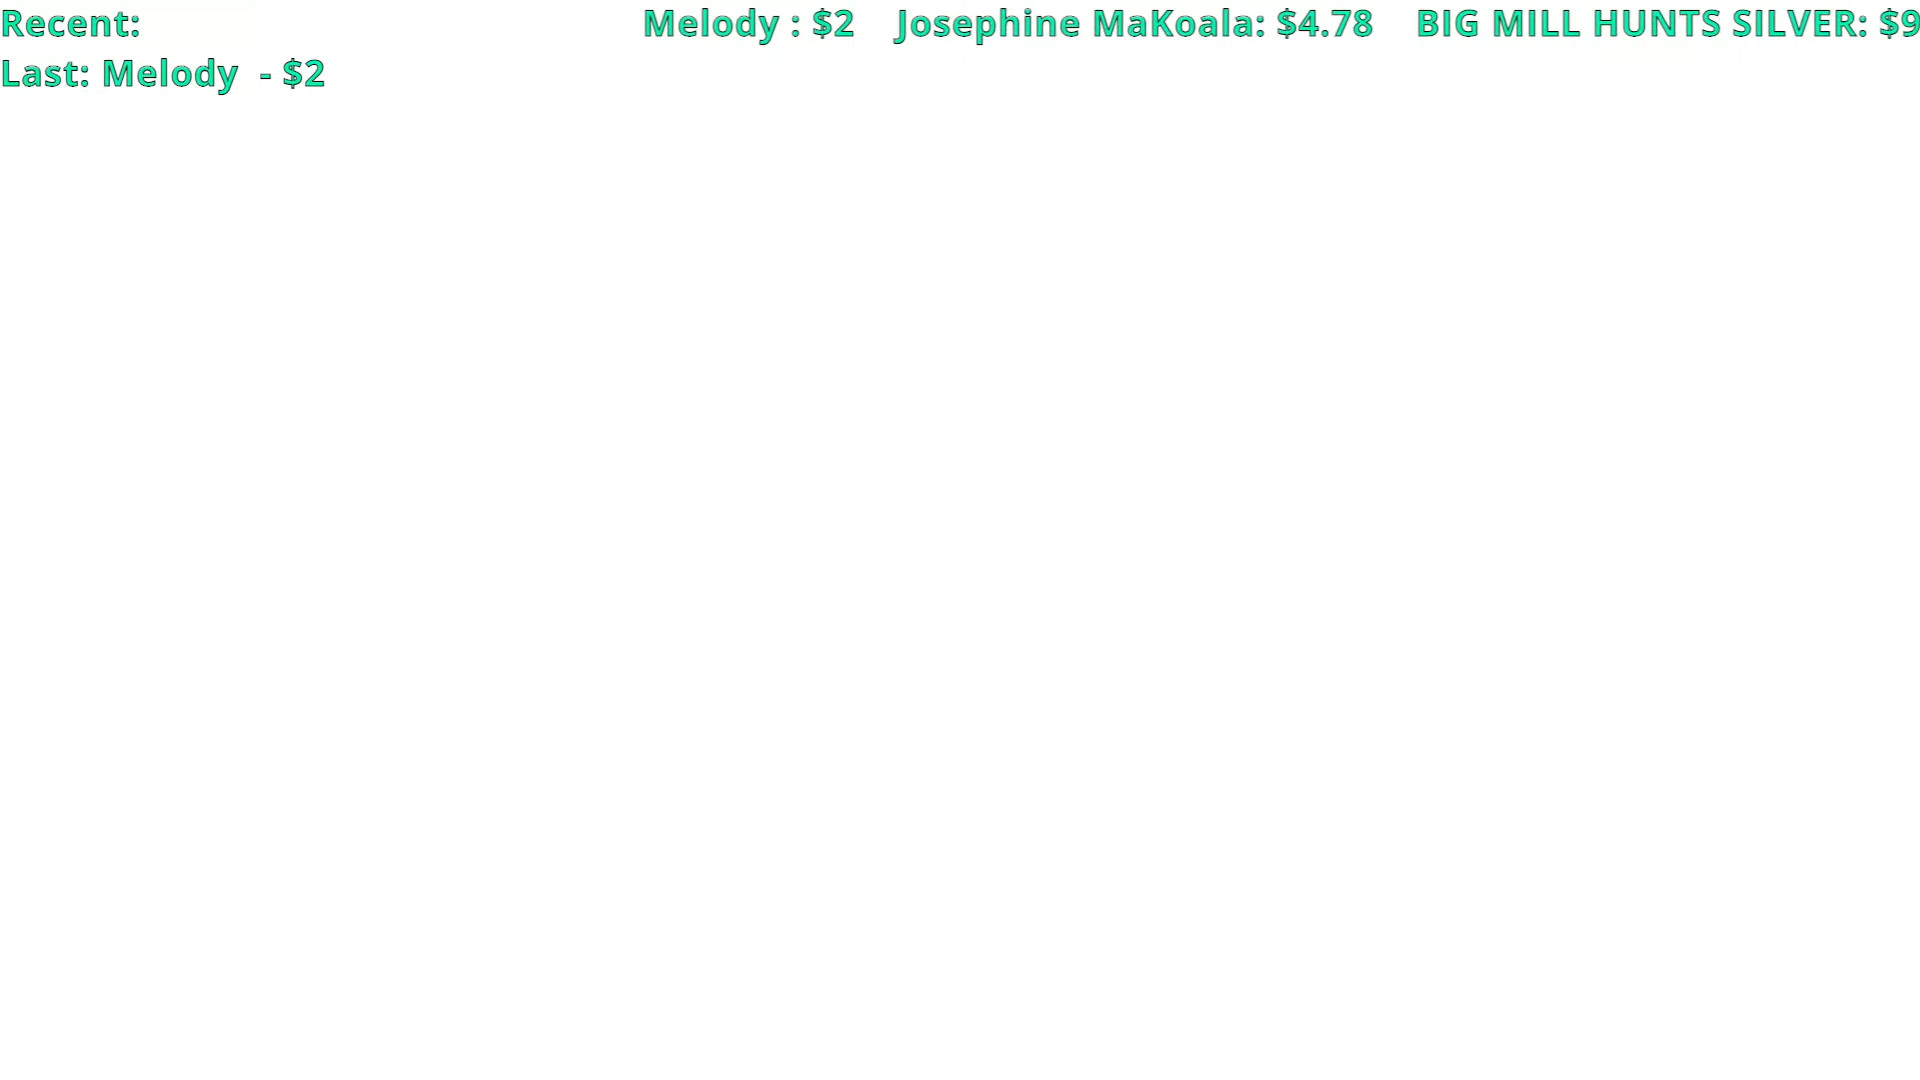 Recent: Melody : $2 Josephine MaKoala: $4.78 BIG MILL HUNTS SILVER: $9
Last: Melody - $2